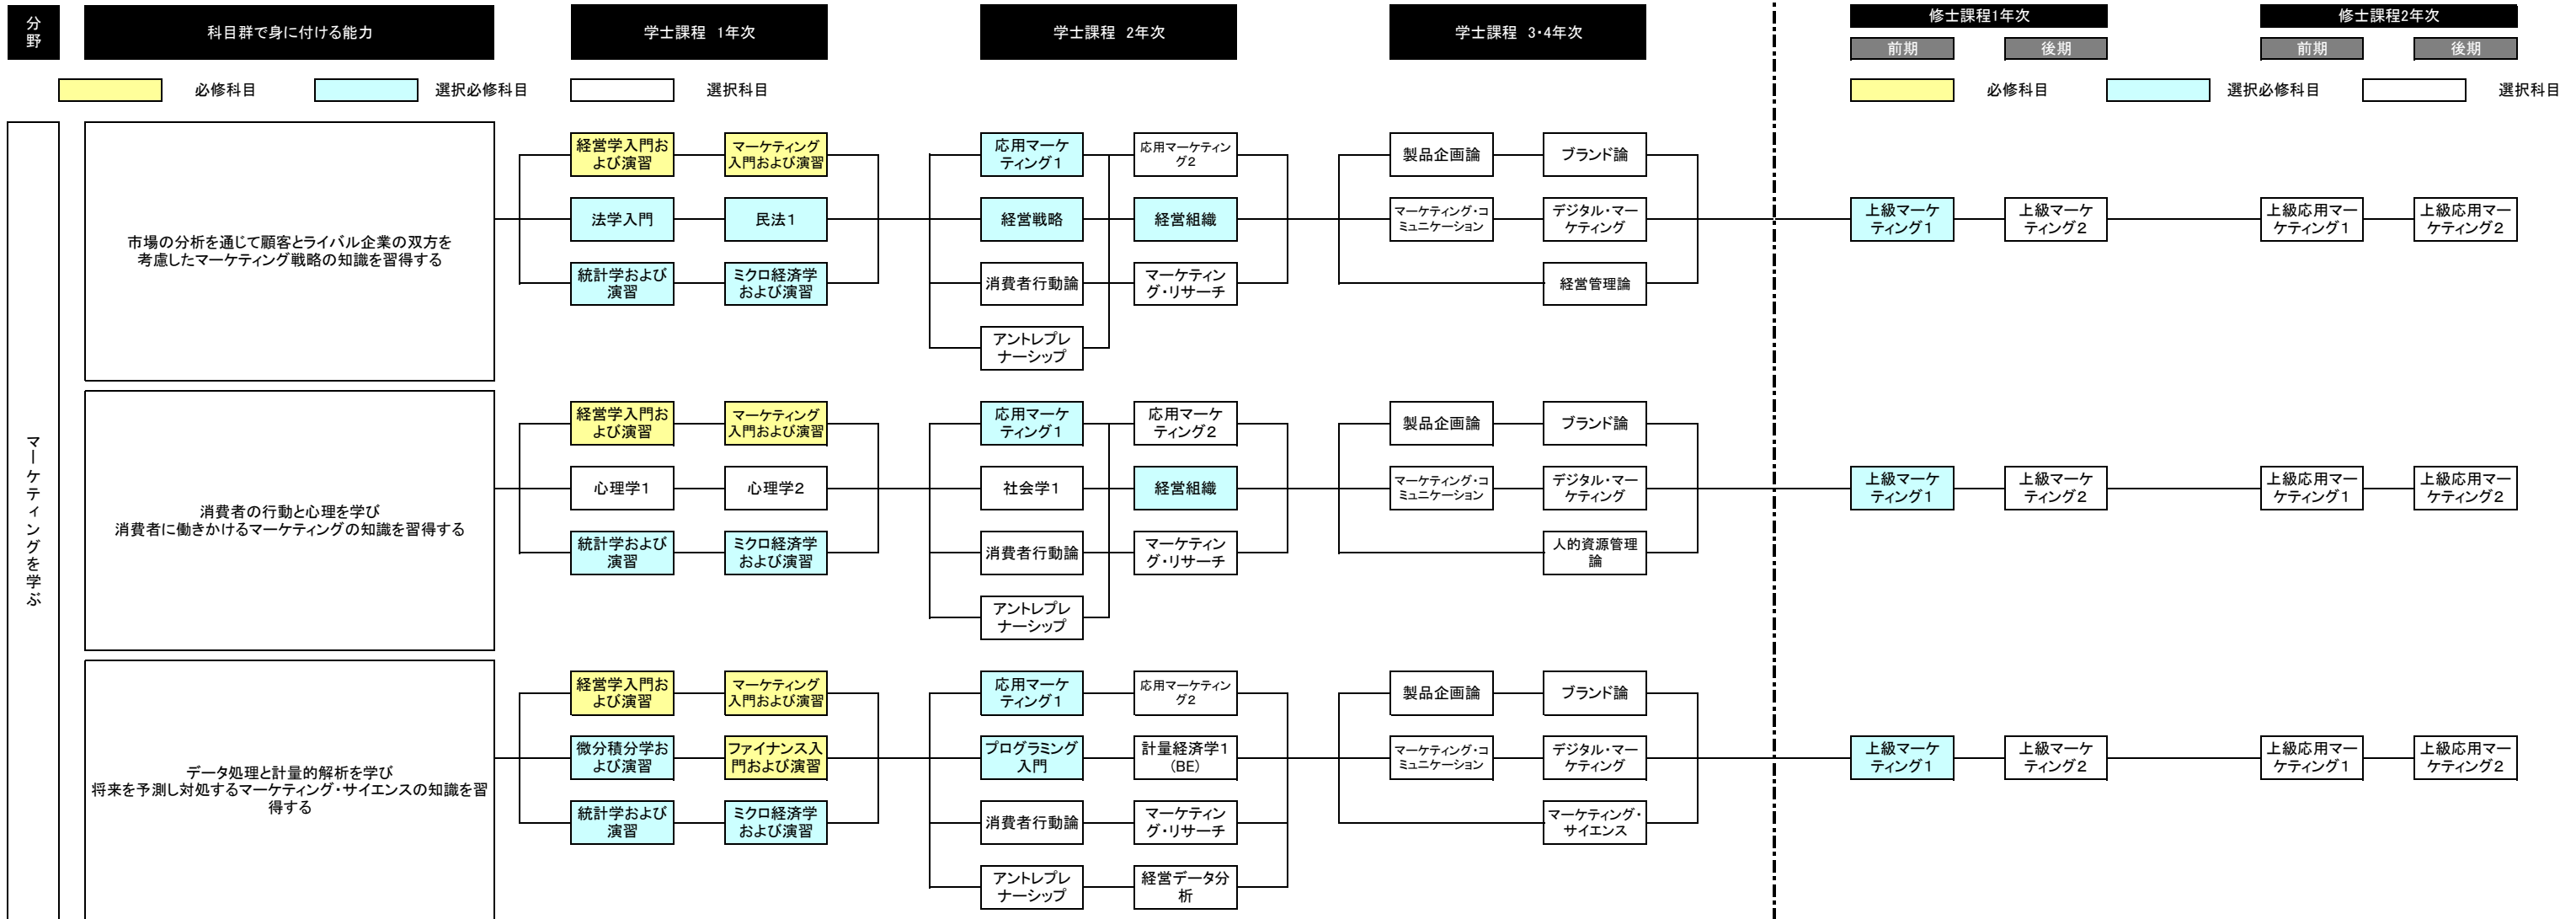 分
野
科目群で身に付ける能力
学士課程 1年次
学士課程 2年次
学士課程 3・4年次
修士課程1年次
修士課程2年次
前期
後期
前期
後期
必修科目
選択必修科目
選択科目
必修科目
選択必修科目
選択科目
マーケティングを学ぶ
市場の分析を通じて顧客とライバル企業の双方を
考慮したマーケティング戦略の知識を習得する
経営学入門お
よび演習
マーケティング
入門および演習
法学入門
民法1
統計学および
演習
ミクロ経済学
および演習
応用マーケ
ティング1
応用マーケティン
グ2
経営戦略
経営組織
消費者行動論
マーケティン
グ・リサーチ
アントレプレ
ナーシップ
製品企画論
ブランド論
マーケティング・コ
ミュニケーション
デジタル・マー
ケティング
経営管理論
上級マーケ
ティング1
上級マーケ
ティング2
上級応用マー
ケティング1
上級応用マー
ケティング2
消費者の行動と心理を学び
消費者に働きかけるマーケティングの知識を習得する
経営学入門お
よび演習
マーケティング
入門および演習
心理学1
心理学2
統計学および
演習
ミクロ経済学
および演習
応用マーケ
ティング1
応用マーケ
ティング2
社会学1
経営組織
消費者行動論
マーケティン
グ・リサーチ
アントレプレ
ナーシップ
製品企画論
ブランド論
マーケティング・コ
ミュニケーション
デジタル・マー
ケティング
人的資源管理
論
上級マーケ
ティング1
上級マーケ
ティング2
上級応用マー
ケティング1
上級応用マー
ケティング2
データ処理と計量的解析を学び
将来を予測し対処するマーケティング・サイエンスの知識を習
得する
経営学入門お
よび演習
マーケティング
入門および演習
微分積分学お
よび演習
ファイナンス入
門および演習
統計学および
演習
ミクロ経済学
および演習
応用マーケ
ティング1
応用マーケティン
グ2
プログラミング
入門
計量経済学1
(BE)
消費者行動論
マーケティン
グ・リサーチ
アントレプレ
ナーシップ
経営データ分
析
製品企画論
ブランド論
マーケティング・コ
ミュニケーション
デジタル・マー
ケティング
マーケティング・
サイエンス
上級マーケ
ティング1
上級マーケ
ティング2
上級応用マー
ケティング1
上級応用マー
ケティング2